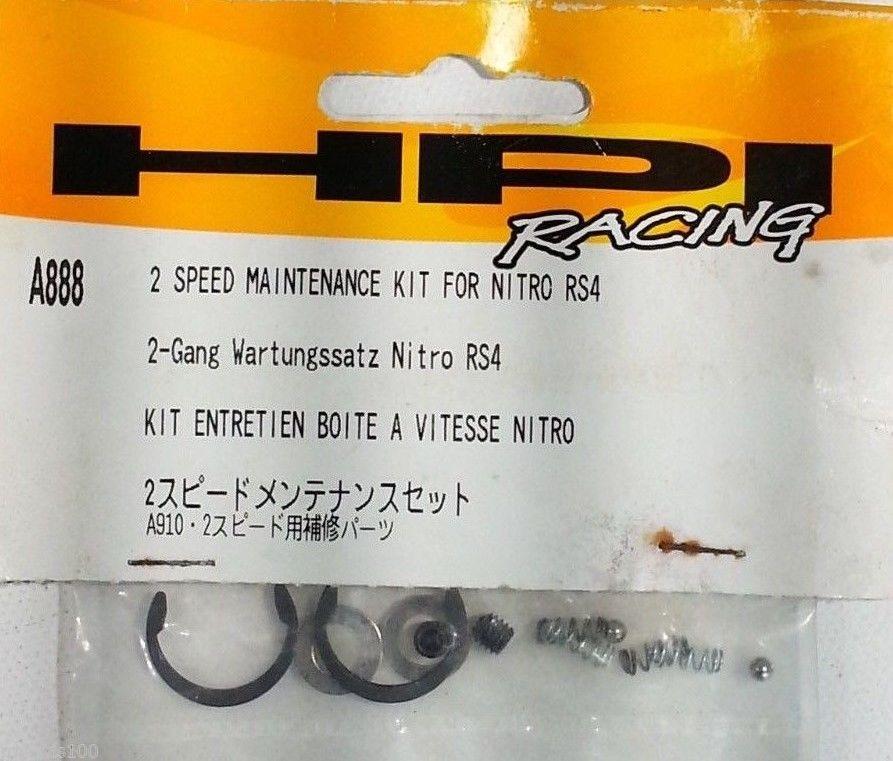 HPI
RACING
A888
2 SPEED MAINTENANCE KIT FOR NITRO RS4
2-Gang Wartungssatz Nitro RS4
KIT ENTRETIEN BOITE A VITESSE NITRO
2スピードメンテナンスセット
A910・2スピード用補修パーツ